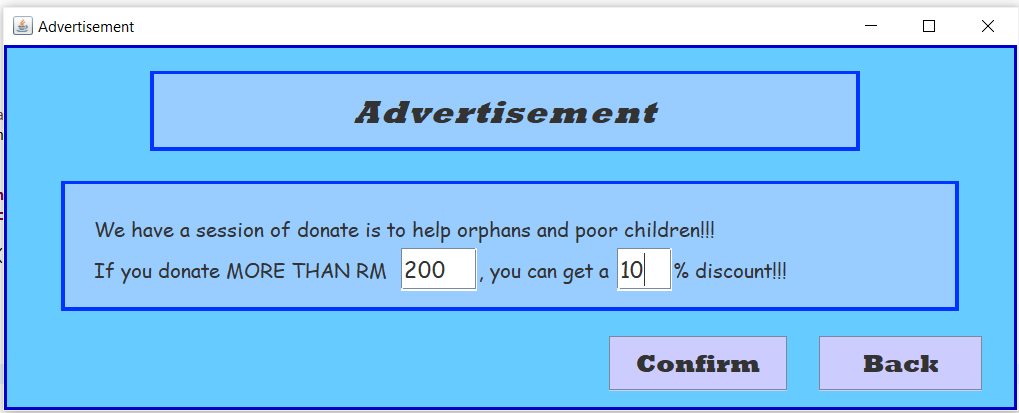 Advertisement
Advertisement
We have a session of donate is to help orphans and poor children!!!
If you donate MORE THAN RM 200 , you can get a 10 % discount!!!
Confirm Back